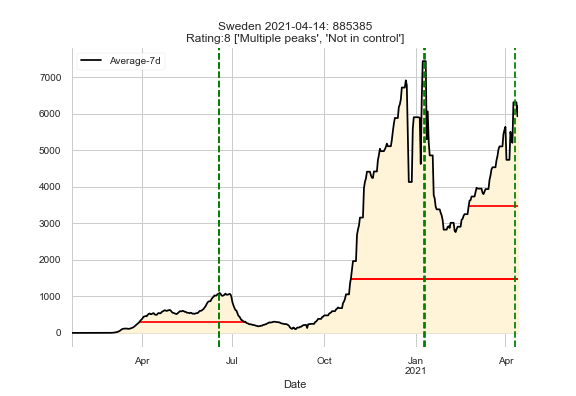 Sweden 2021-04-14: 885385
Rating:8 ['Multiple peaks', 'Not in control']
Average-7d
7000
6000
5000
4000
3000
2000
1000
0
Apr
Jul
Oct
Jan
2021
Apr
Date